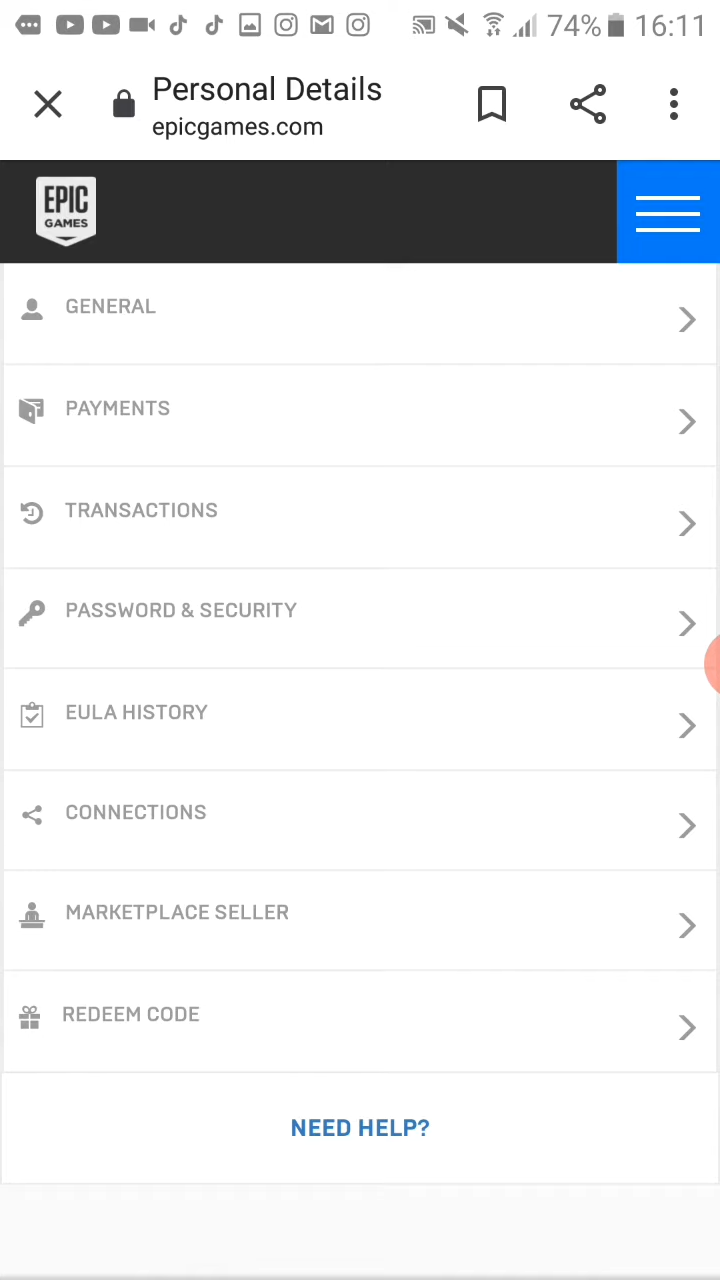 74% 16:11
Personal Details
epicgames.com
EPIC
GAMES
GENERAL
PAYMENTS
TRANSACTIONS
PASSWORD & SECURITY
EULA HISTORY
CONNECTIONS
MARKETPLACE SELLER
REDEEM CODE
NEED HELP?